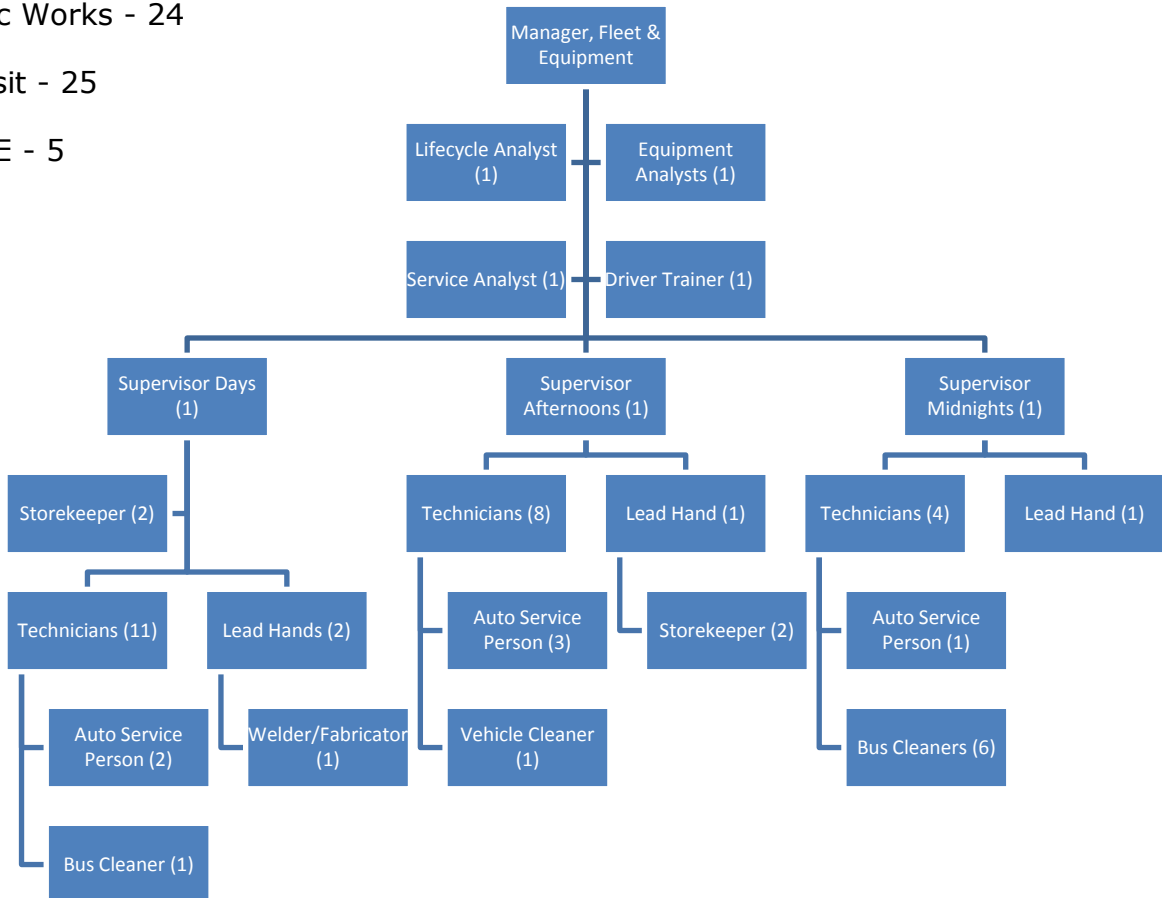 c Works - 24
sit - 25
E - 5
Manager, Fleet &
Equipment
Lifecycle Analyst
(1)
Equipment
Analysts (1)
Service Analyst (1)
Driver Trainer (1)
Supervisor Days
(1)
Supervisor
Afternoons (1)
Supervisor
Midnights (1)
Storekeeper (2)
Technicians (8)
Lead Hand (1)
Technicians (4)
Lead Hand (1)
Technicians (11)
Lead Hands (2)
Auto Service
Person (3)
Storekeeper (2)
Auto Service
Person (1)
Auto Service
Person (2)
Welder/Fabricator
(1)
Vehicle Cleaner
(1)
Bus Cleaners (6)
Bus Cleaner (1)